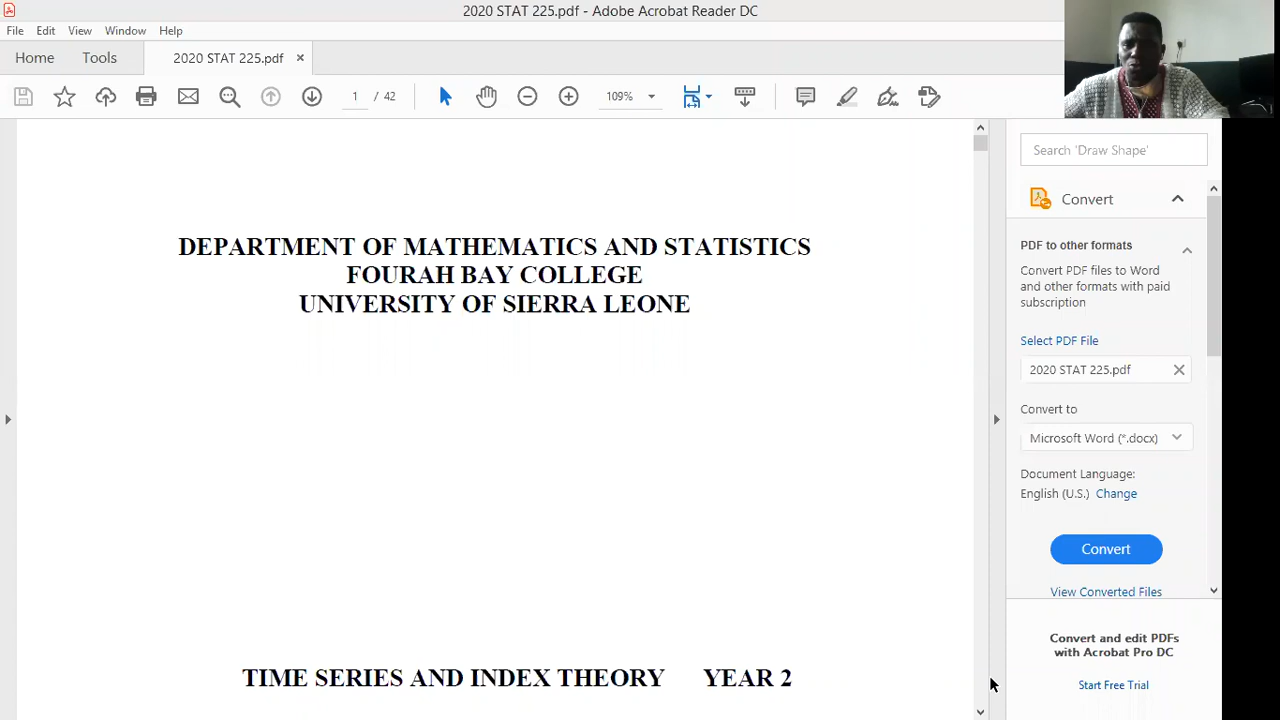 2020 STAT 225.pdf - Adobe Acrobat Reader DC
File Edit View Window Help
Home Tools 2020 STAT 225.pdf ×
1 / 42 109%
DEPARTMENT OF MATHEMATICS AND STATISTICS
FOURAH BAY COLLEGE
UNIVERSITY OF SIERRA LEONE
TIME SERIES AND INDEX THEORY YEAR 2
Search 'Draw Shape'
Convert
PDF to other formats
Convert PDF files to Word
and other formats with paid
subscription
Select PDF File
2020 STAT 225.pdf
Convert to
Microsoft Word (*.docx)
Document Language:
English (U.S.) Change
Convert
View Converted Files
Convert and edit PDFs
with Acrobat Pro DC
Start Free Trial